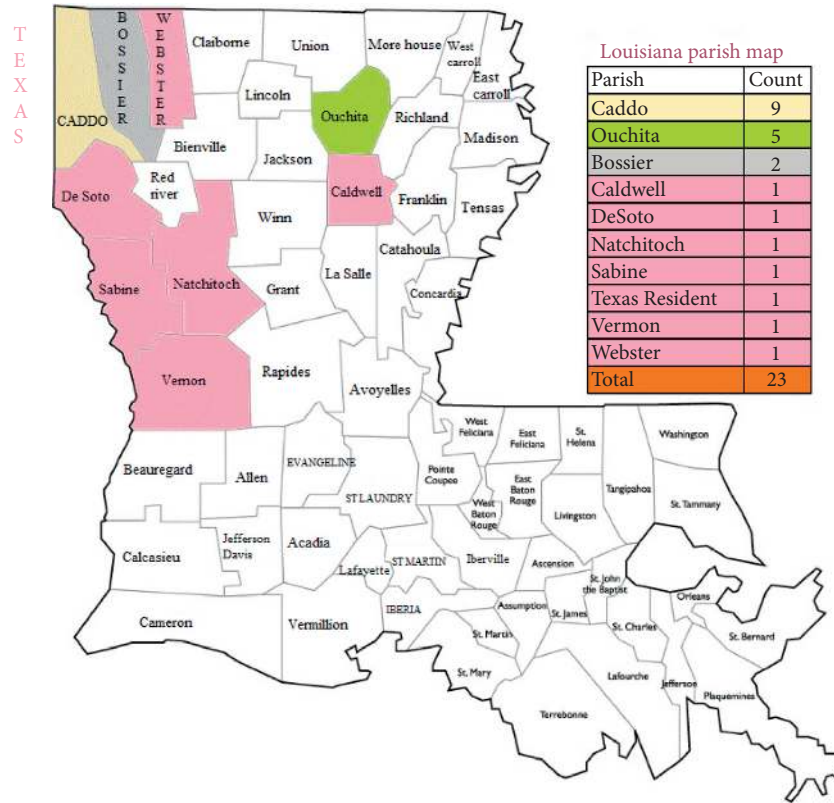 TEXAS
BOSSIER
WEBSTER
Claiborne
Union
More house
West
carroll
East
carroll
Lincoln
Ouchita
Richland
Madison
CADDO
Bienville
Jackson
Red
river
De Soto
Caldwell
Franklin
Tensas
Winn
Catahoula
Sabine
Natchitoch
Grant
La Salle
Concardia
Vernon
Rapides
Avoyelles
West
Feliciana
East
Feliciana
St.
Helena
Washington
Beauregard
Allen
EVANGELINE
Pointe
Coupee
East
Baton
Rouge
Tangipahoa
ST LAUNDRY
West
Baton
Rouge
Livingston
St. Tammany
Calcasieu
Jefferson
Davis
Acadia
Lafayette
ST MARTIN
Iberville
Ascension
St. John
the Baptist
Cameron
Vermillion
IBERIA
Assumption
St. James
Orleans
St. Martin
St. Charles
St. Bernard
St. Mary
Lafourche
Jefferson
Plaquemines
Terrebonne
Louisiana parish map
Parish Count
Caddo 9
Ouchita 5
Bossier 2
Caldwell 1
DeSoto 1
Natchitoch 1
Sabine 1
Texas Resident 1
Vermon 1
Webster 1
Total 23